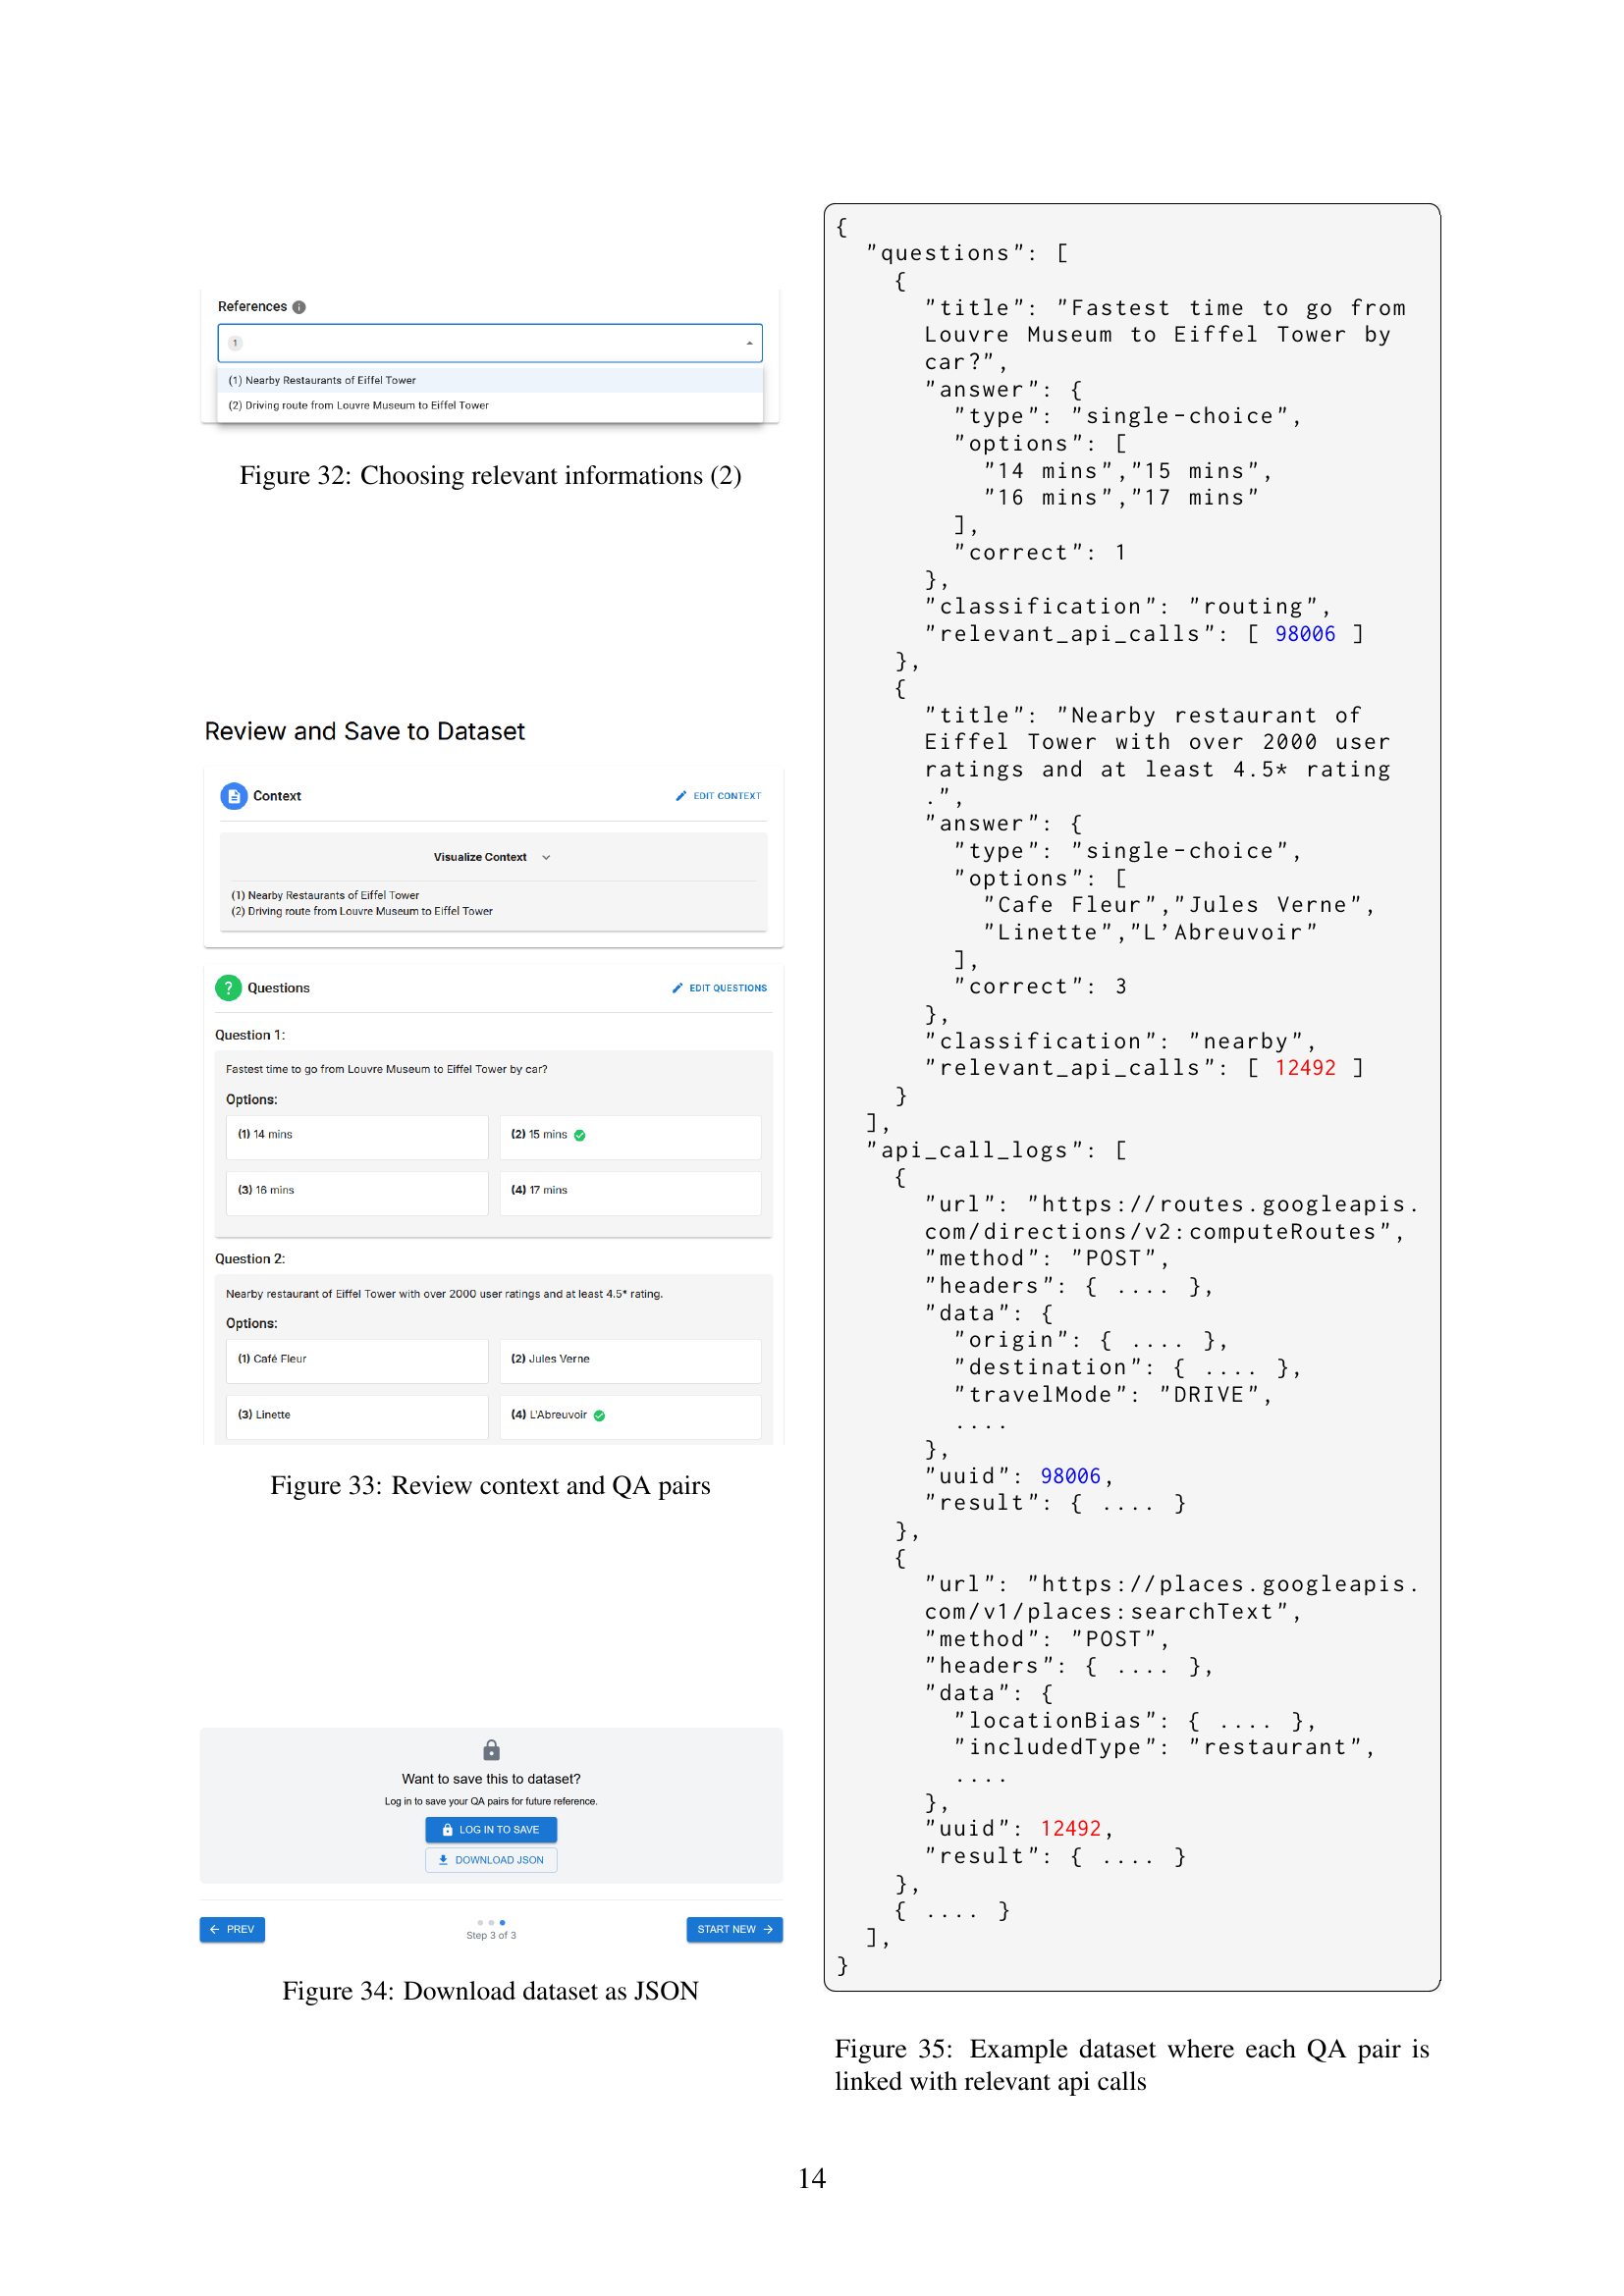 References
1
(1) Nearby Restaurants of Eiffel Tower
(2) Driving route from Louvre Museum to Eiffel Tower
Figure 32: Choosing relevant informations (2)
Review and Save to Dataset
Context
EDIT CONTEXT
Visualize Context
(1) Nearby Restaurants of Eiffel Tower
(2) Driving route from Louvre Museum to Eiffel Tower
Questions
EDIT QUESTIONS
Question 1:
Fastest time to go from Louvre Museum to Eiffel Tower by car?
Options:
(1) 14 mins
(2) 15 mins
(3) 16 mins
(4) 17 mins
Question 2:
Nearby restaurant of Eiffel Tower with over 2000 user ratings and at least 4.5* rating.
Options:
(1) Café Fleur
(2) Jules Verne
(3) Linette
(4) L'Abreuvoir
Figure 33: Review context and QA pairs
Want to save this to dataset?
Log in to save your QA pairs for future reference.
LOG IN TO SAVE
DOWNLOAD JSON
PREV
Step 3 of 3
START NEW
Figure 34: Download dataset as JSON
{
"questions": [
{
"title": "Fastest time to go from
Louvre Museum to Eiffel Tower by
car?",
"answer": {
"type": "single-choice",
"options": [
"14 mins","15 mins",
"16 mins","17 mins"
],
"correct": 1
},
"classification": "routing",
"relevant_api_calls": [ 98006 ]
},
{
"title": "Nearby restaurant of
Eiffel Tower with over 2000 user
ratings and at least 4.5* rating
.",
"answer": {
"type": "single-choice",
"options": [
"Cafe Fleur","Jules Verne",
"Linette","L'Abreuvoir"
],
"correct": 3
},
"classification": "nearby",
"relevant_api_calls": [ 12492 ]
}
],
"api_call_logs": [
{
"url": "https://routes.googleapis.
com/directions/v2:computeRoutes",
"method": "POST",
"headers": { .... },
"data": {
"origin": { .... },
"destination": { .... },
"travelMode": "DRIVE",
....
},
"uuid": 98006,
"result": { .... }
},
{
"url": "https://places.googleapis.
com/v1/places:searchText",
"method": "POST",
"headers": { .... },
"data": {
"locationBias": { .... },
"includedType": "restaurant",
....
},
"uuid": 12492,
"result": { .... }
},
{ .... }
],
}
Figure 35: Example dataset where each QA pair is
linked with relevant api calls
14